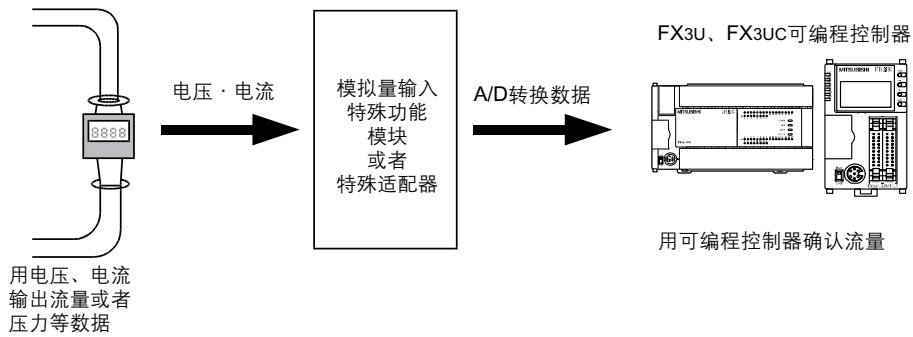 FX3U、FX3UC可编程控制器
电压·电流
模拟量输入
特殊功能
模块
或者
特殊适配器
A/D转换数据
MITSUBISHI
MITSUBISHI
8888
用可编程控制器确认流量
用电压、电流
输出流量或者
压力等数据